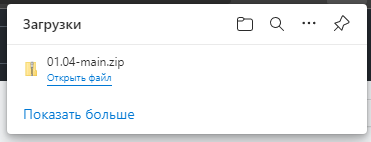 Загрузки
01.04-main.zip
Открыть файл
Показать больше